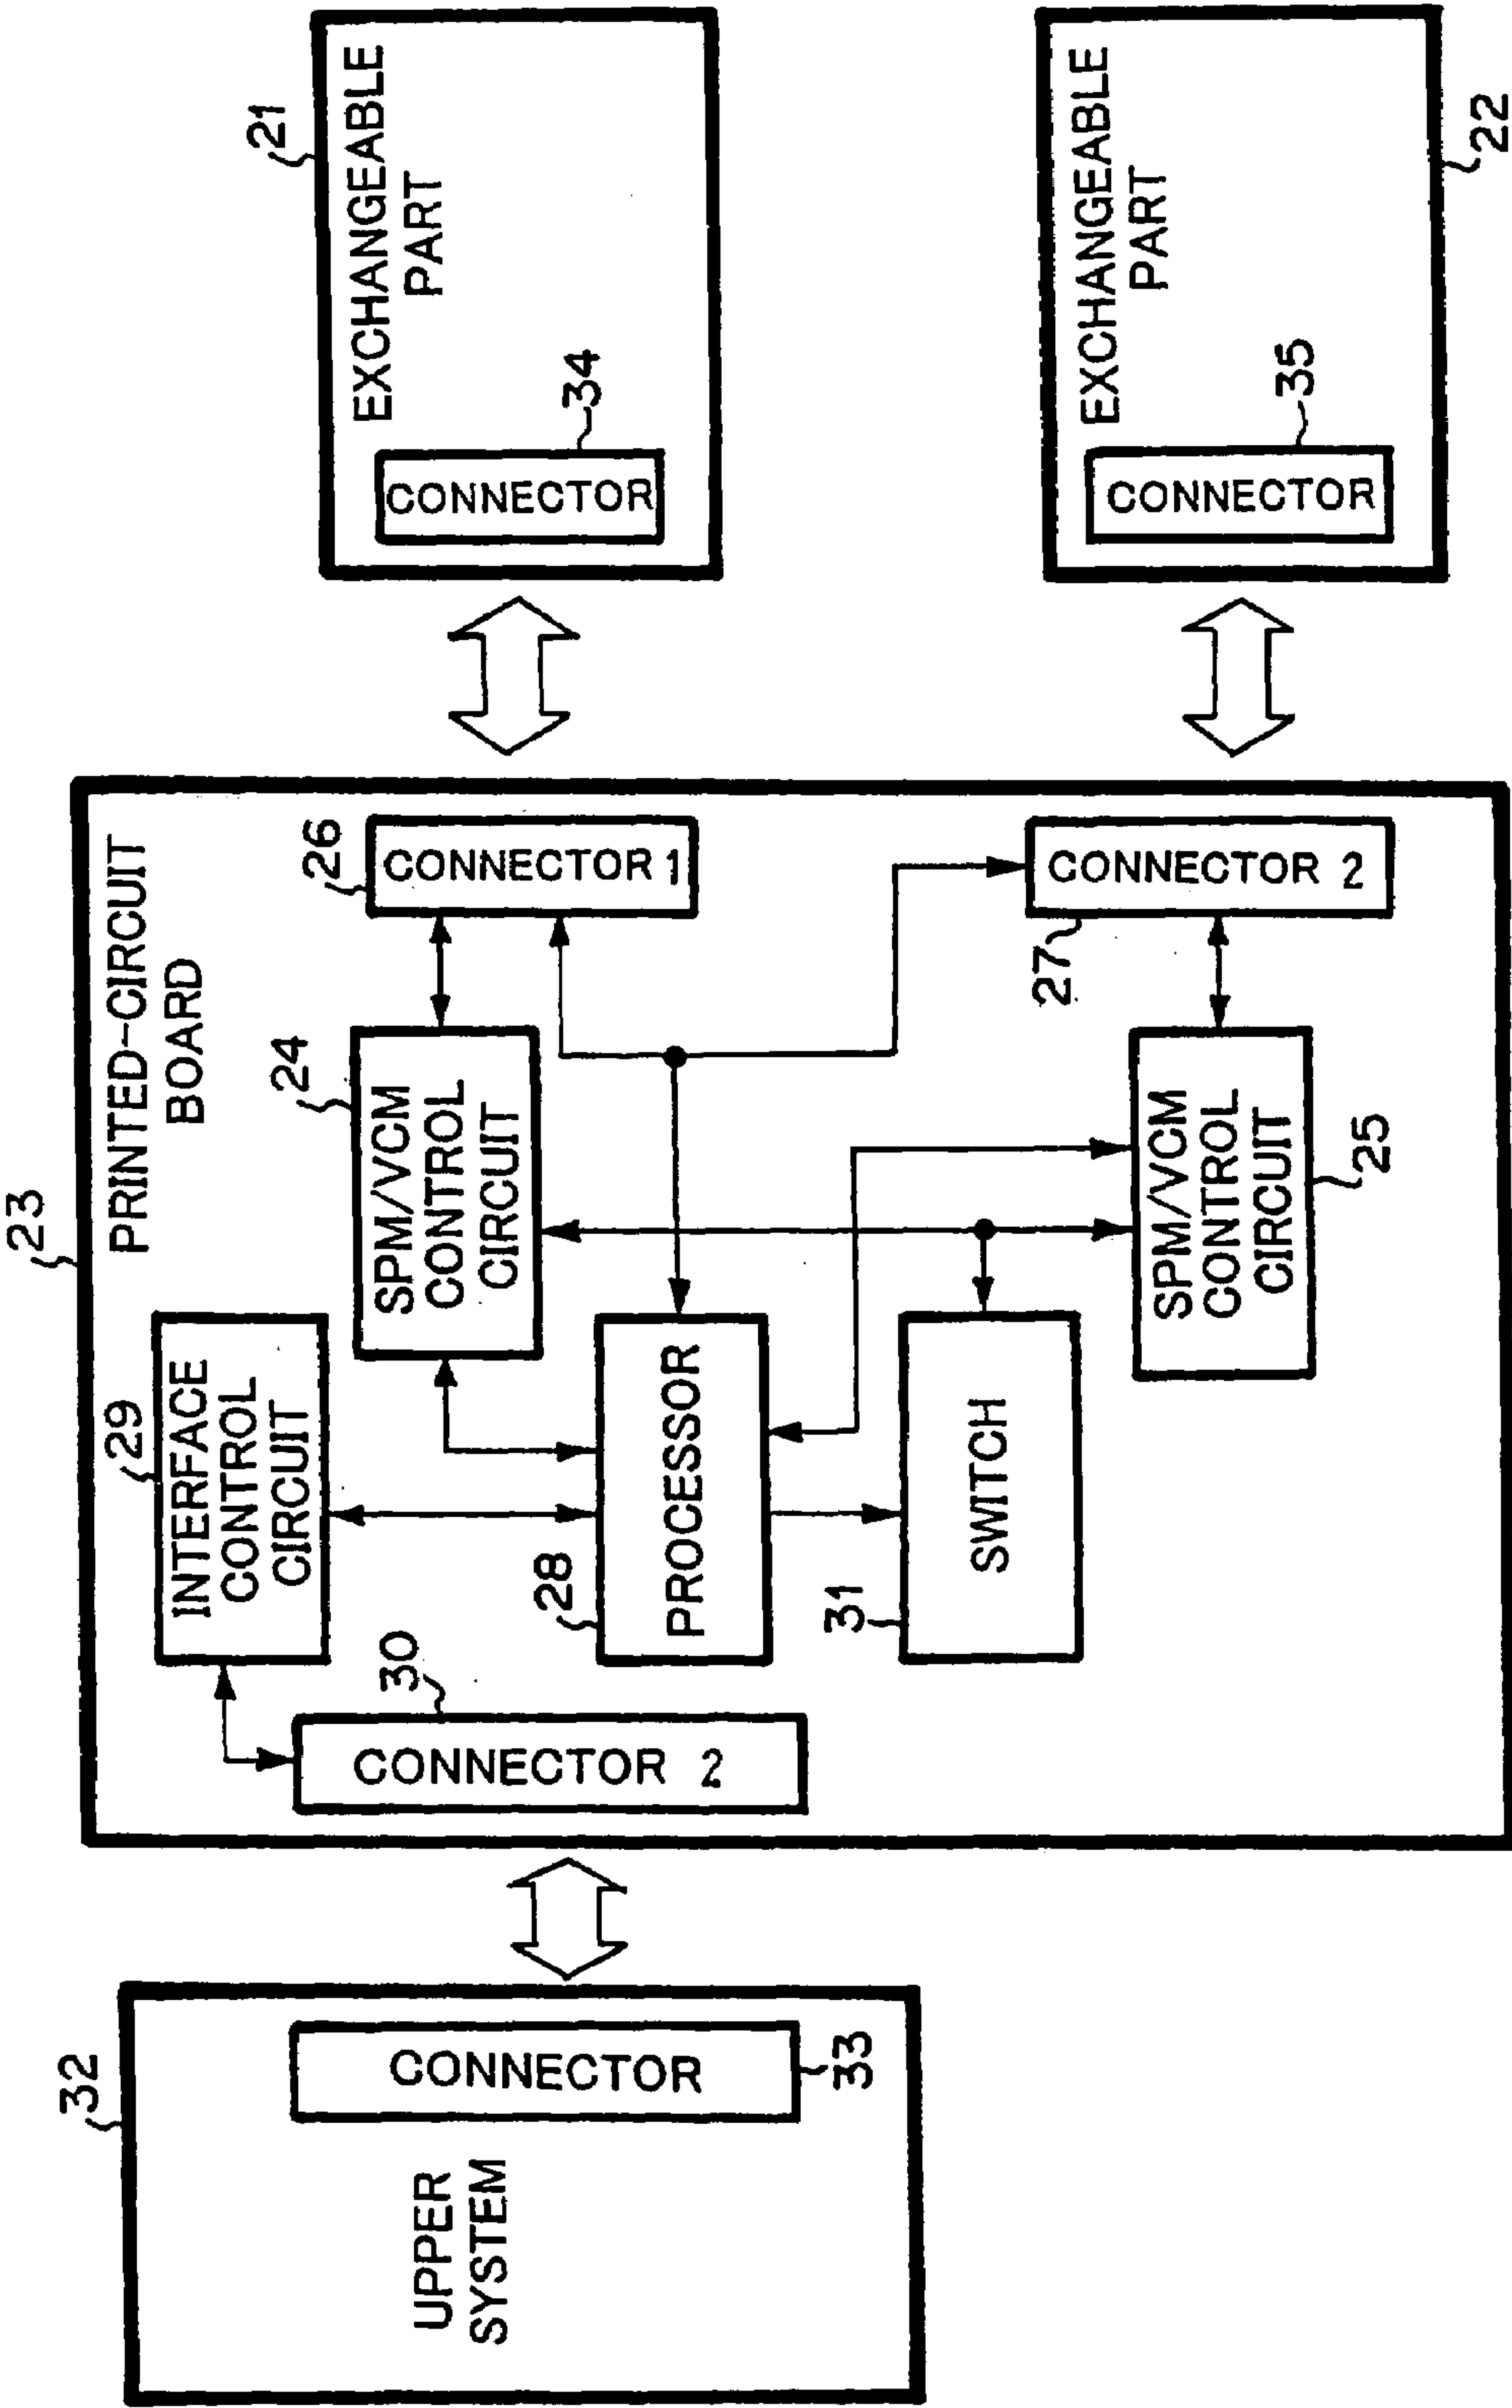 32
UPPER
SYSTEM
CONNECTOR
33
23
PRINTED-CIRCUIT
BOARD
29
INTERFACE
CONTROL
CIRCUIT
30
CONNECTOR 2
28
PROCESSOR
31
SWITCH
24
SPM/VCM
CONTROL
CIRCUIT
26
CONNECTOR 1
27
CONNECTOR 2
SPM/VCM
CONTROL
CIRCUIT
25
21
EXCHANGEABLE
PART
34
CONNECTOR
EXCHANGEABLE
PART
35
CONNECTOR
22